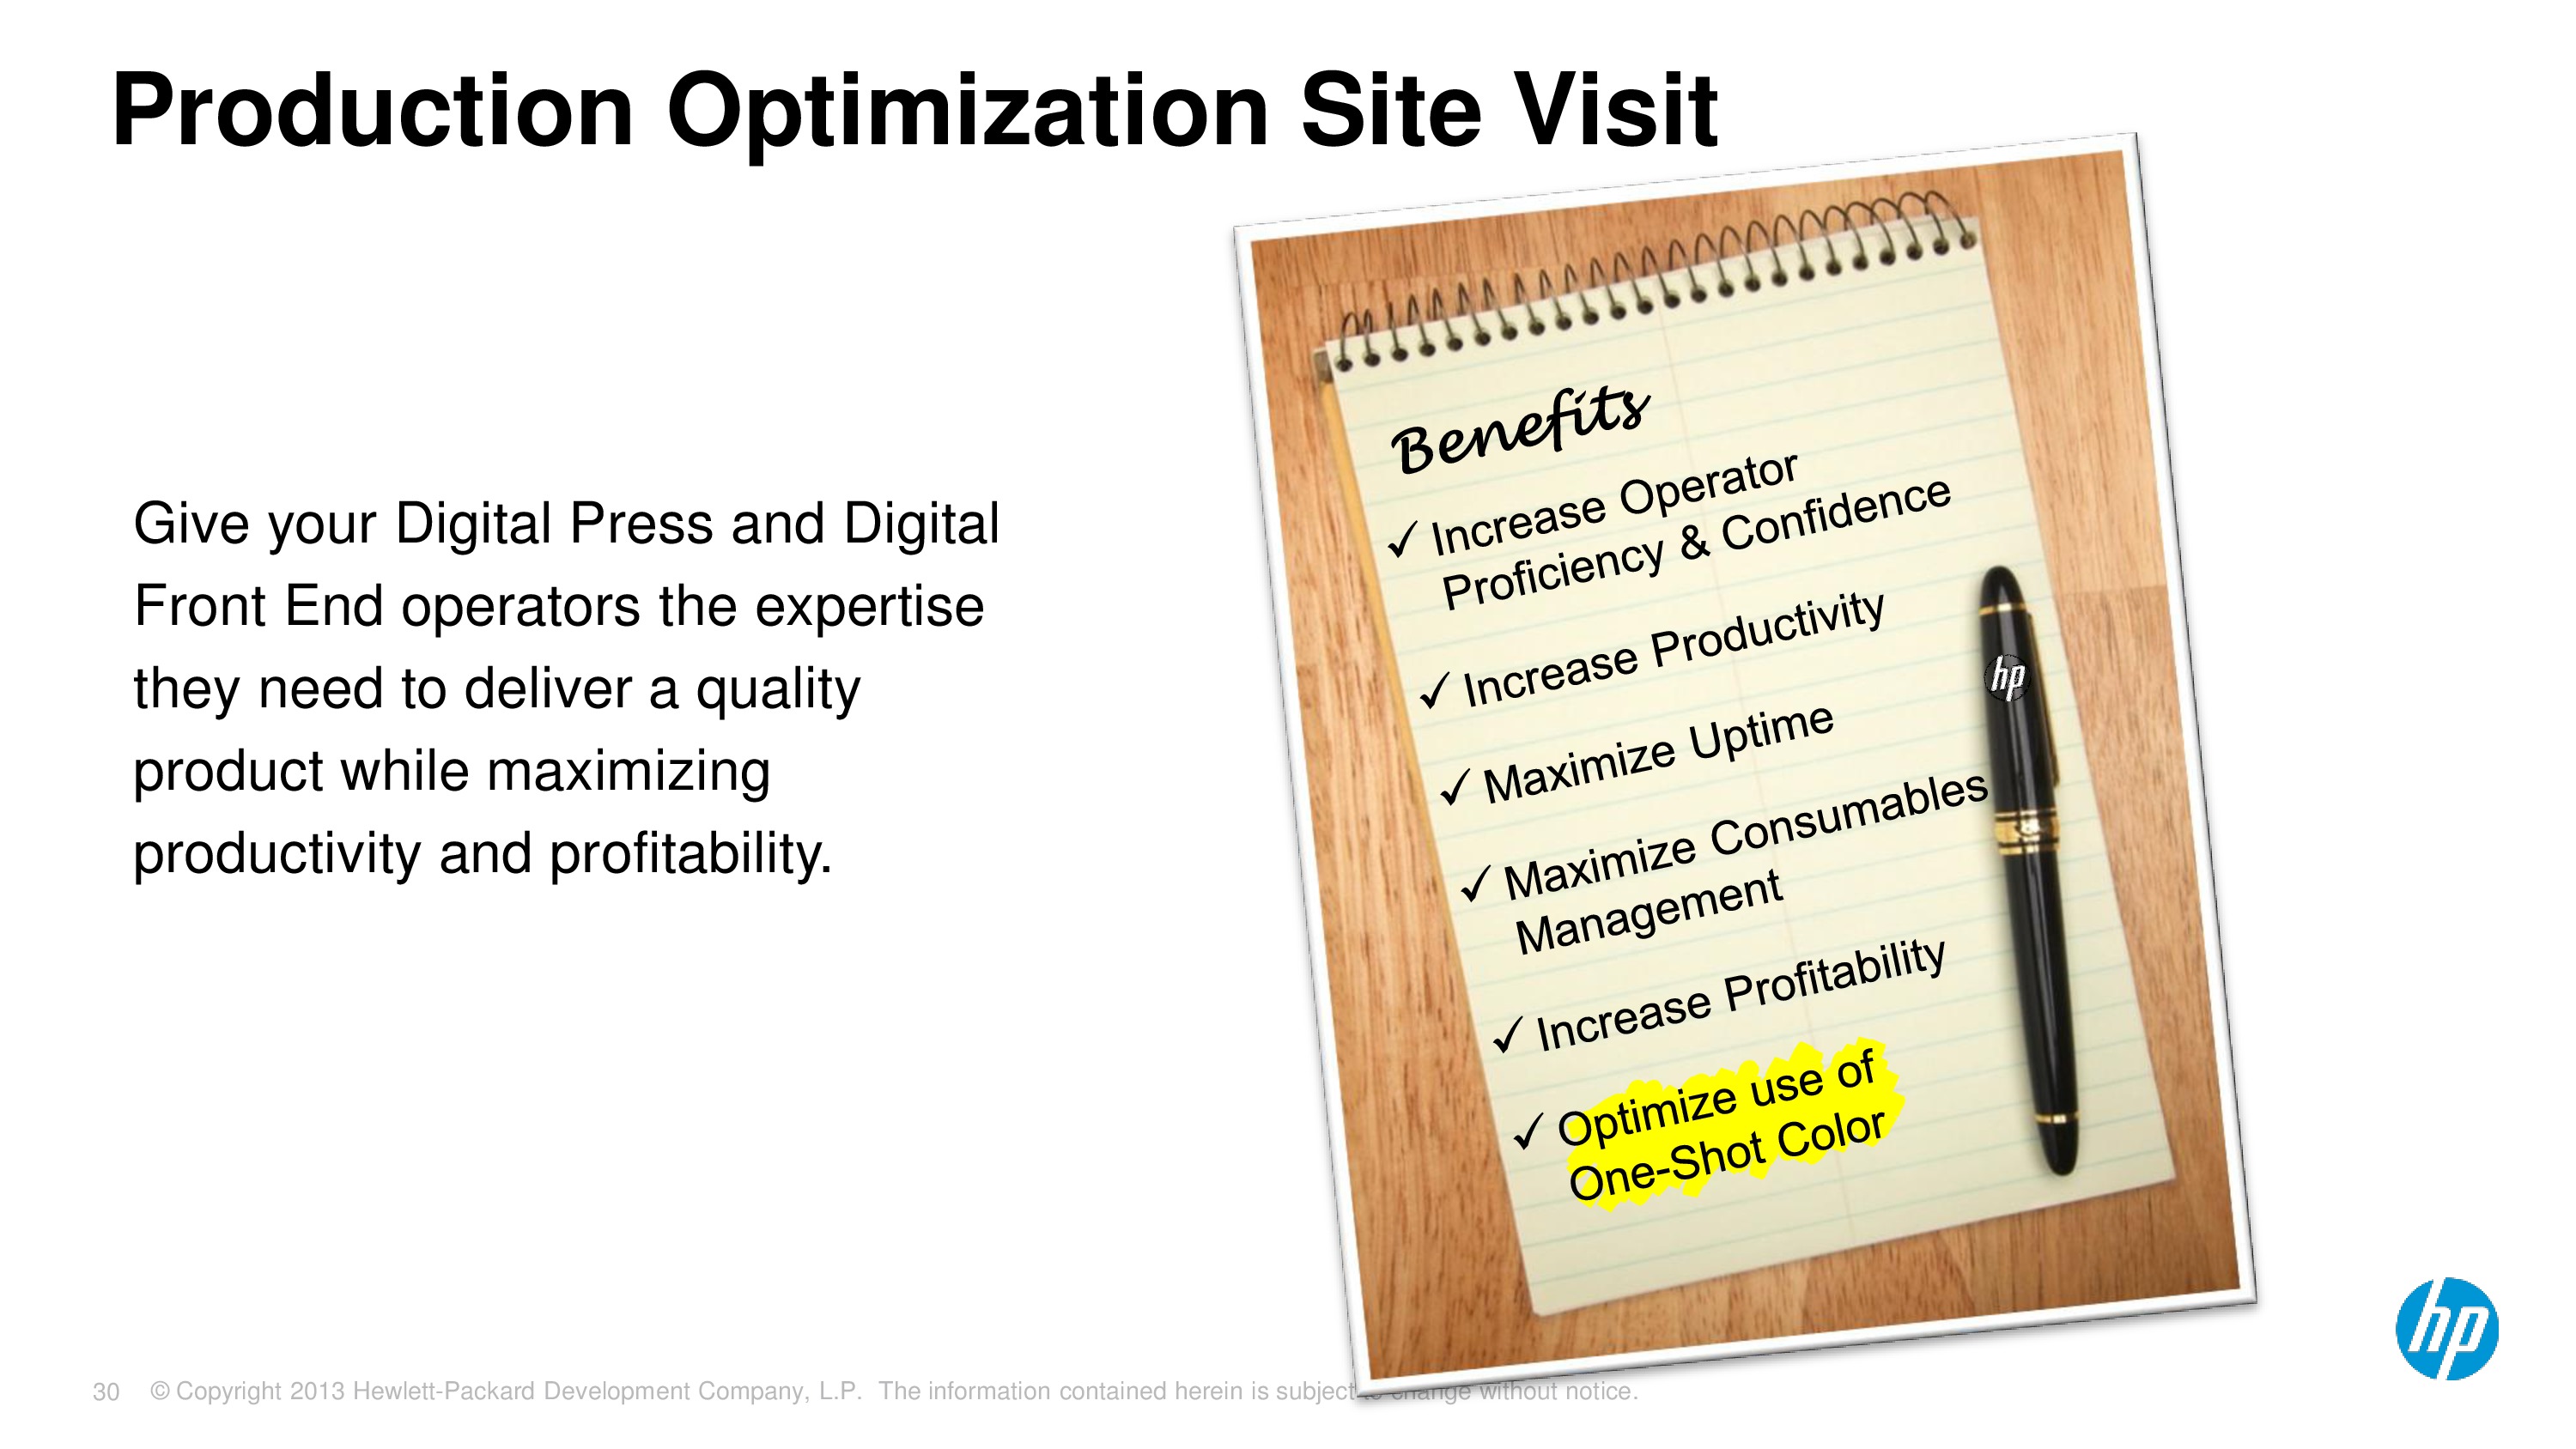 Production Optimization Site Visit
Give your Digital Press and Digital
Front End operators the expertise
they need to deliver a quality
product while maximizing
productivity and profitability.
Benefits
✓ Increase Operator
Proficiency & Confidence
✓ Increase Productivity
✓ Maximize Uptime
✓ Maximize Consumables
Management
✓ Increase Profitability
✓ Optimize use of
One-Shot Color
hp
hp
30 © Copyright 2013 Hewlett-Packard Development Company, L.P. The information contained herein is subject to change without notice.